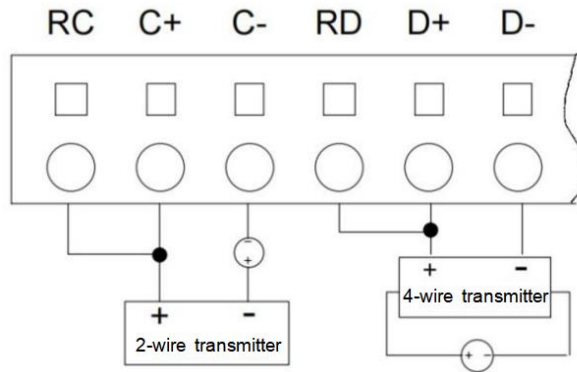 RC C+ C- RD D+ D-
- 
+
+ -
2-wire transmitter
+ -
4-wire transmitter
+ -